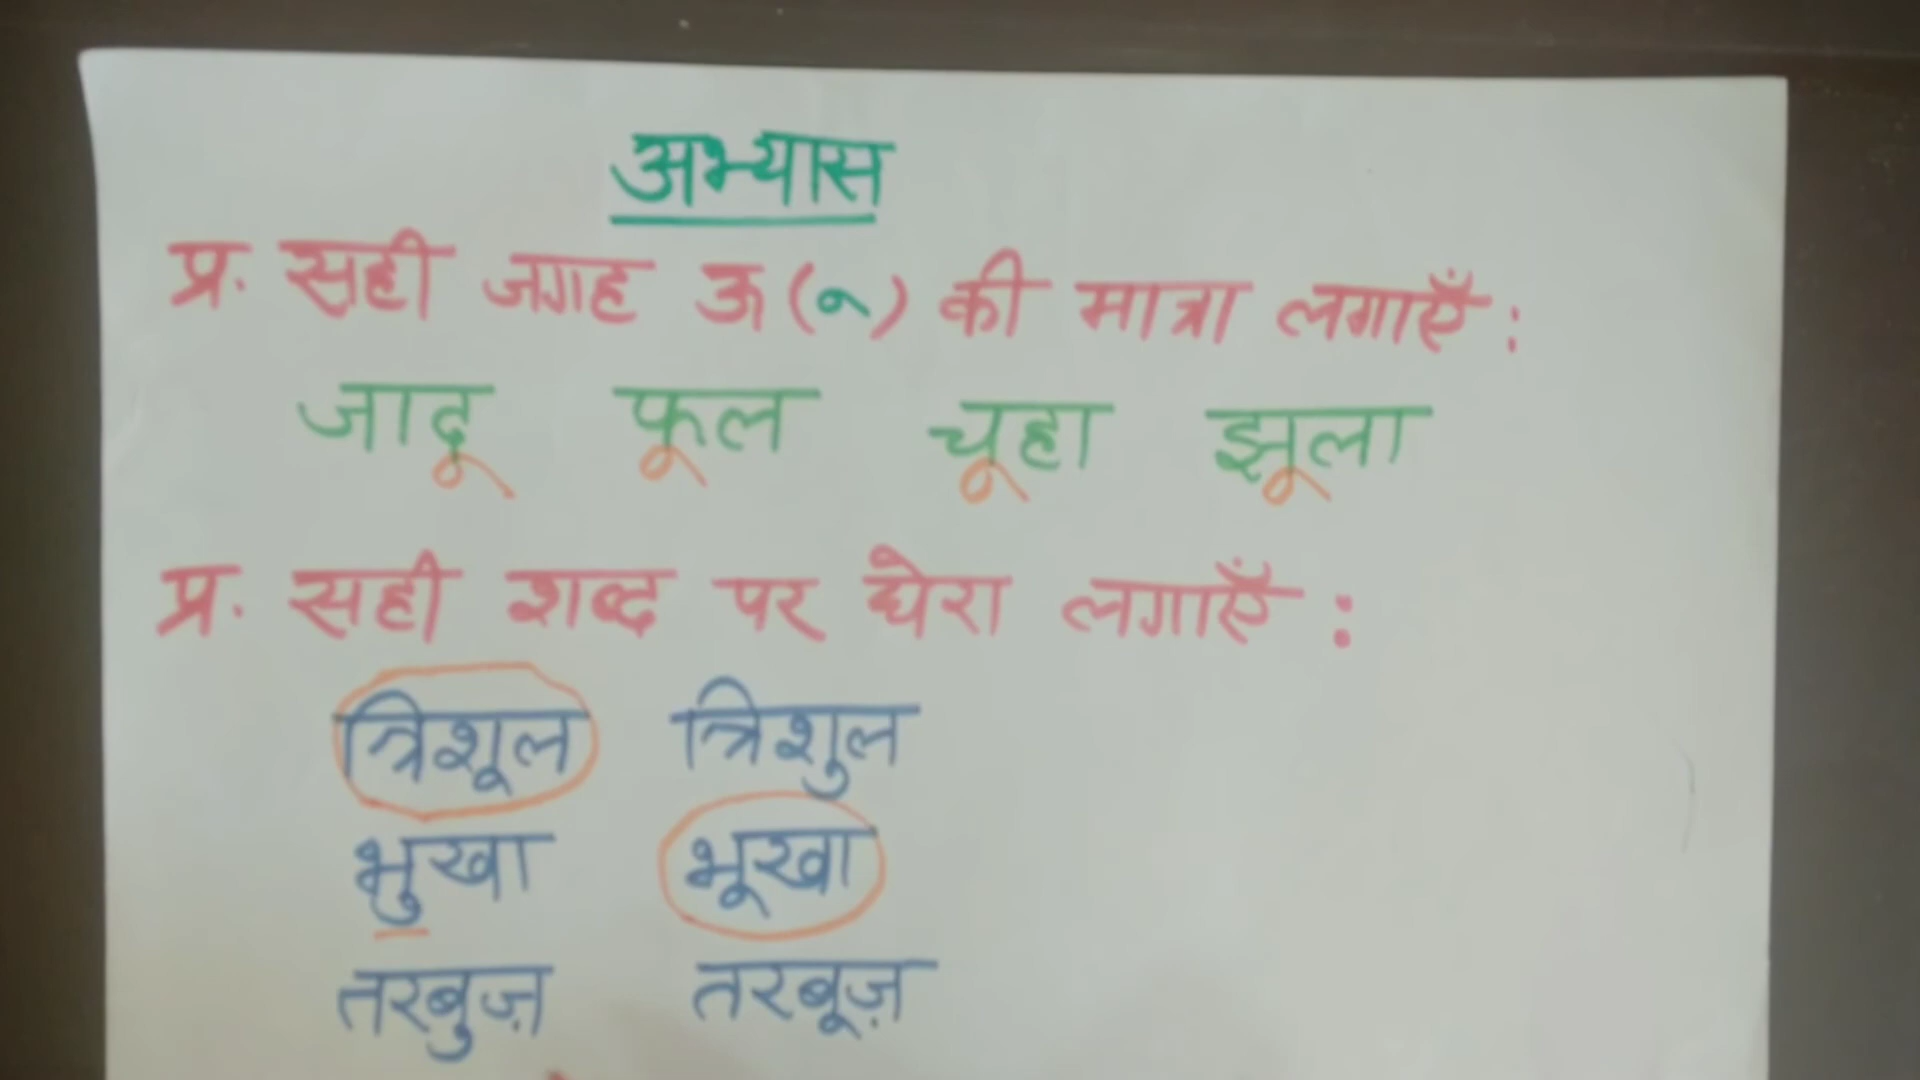 अभ्यास
प्र. सही जगह ऊ (ू) की मात्रा लगाएँ :
जादू फूल चूहा झूला
प्र. सही शब्द पर घेरा लगाएँ :
त्रिशूल त्रिशुल
भुखा भूखा
तरबुज़ तरबूज़